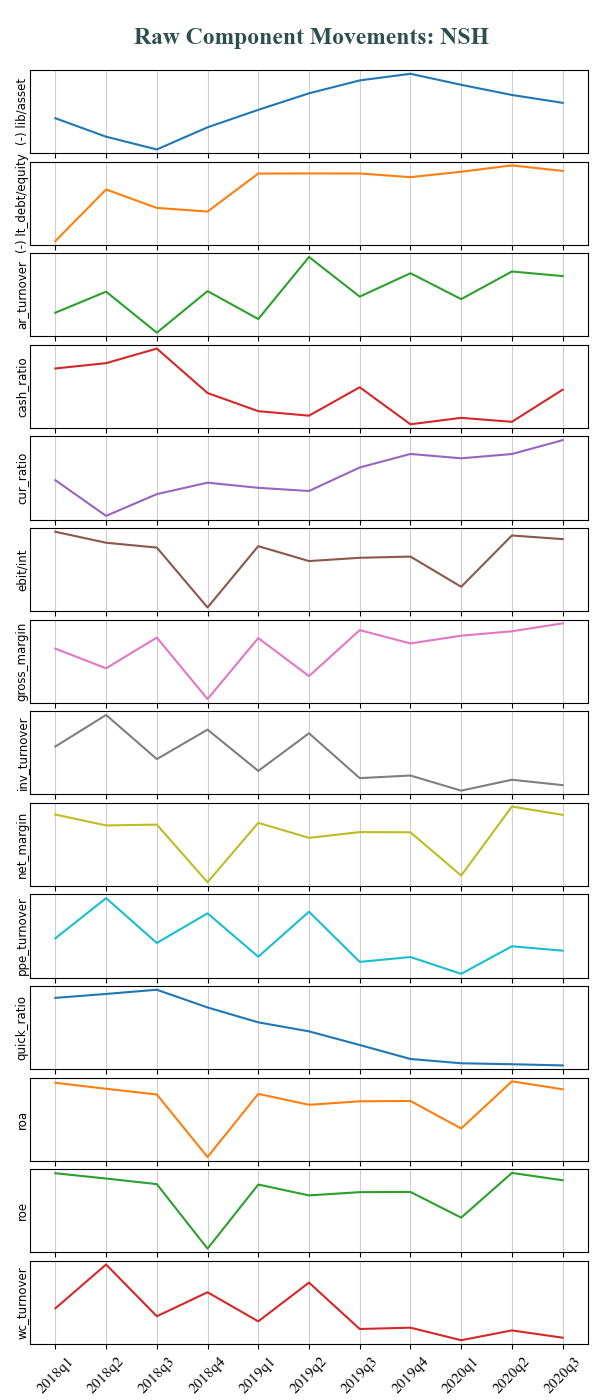 Raw Component Movements: NSH
(-) lib/asset
(-) lt_debt/equity
ar_turnover
cash_ratio
cur_ratio
ebit/int
gross_margin
inv_turnover
net_margin
ppe_turnover
quick_ratio
roa
roe
wc_turnover
2018q1 2018q2 2018q3 2018q4 2019q1 2019q2 2019q3 2019q4 2020q1 2020q2 2020q3